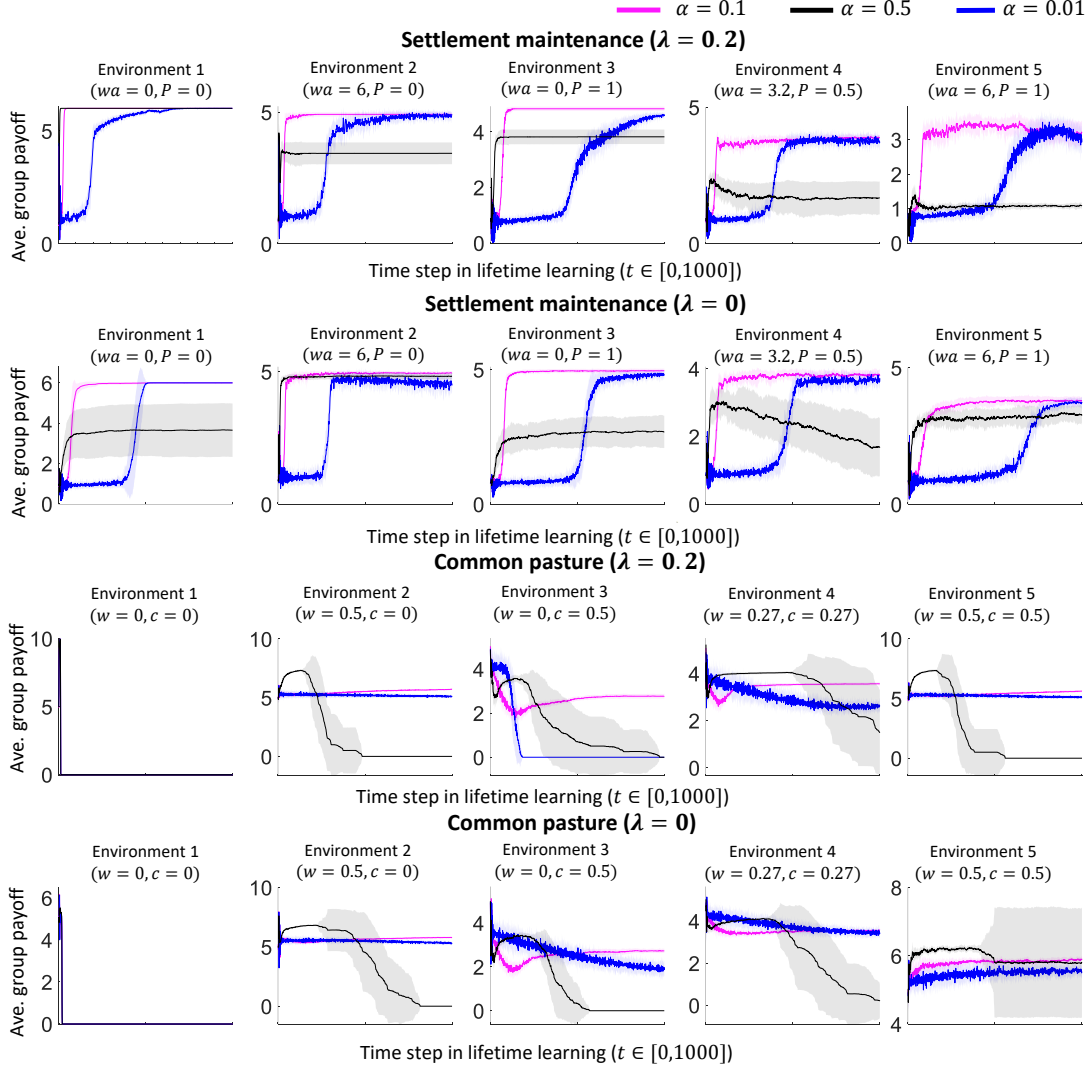 α = 0.1 α = 0.5 α = 0.01
Settlement maintenance (λ = 0.2)
Environment 1 Environment 2 Environment 3 Environment 4 Environment 5
(wa = 0, P = 0) (wa = 6, P = 0) (wa = 0, P = 1) (wa = 3.2, P = 0.5) (wa = 6, P = 1)
Ave. group payoff
5 0
5 0
4 2 0
4 2 0
3 2 1 0
Time step in lifetime learning (t ∈ [0,1000])
Settlement maintenance (λ = 0)
Environment 1 Environment 2 Environment 3 Environment 4 Environment 5
(wa = 0, P = 0) (wa = 6, P = 0) (wa = 0, P = 1) (wa = 3.2, P = 0.5) (wa = 6, P = 1)
Ave. group payoff
6 4 2 0
5 0
5 0
4 2 0
5 0
Time step in lifetime learning (t ∈ [0,1000])
Common pasture (λ = 0.2)
Environment 1 Environment 2 Environment 3 Environment 4 Environment 5
(w = 0, c = 0) (w = 0.5, c = 0) (w = 0, c = 0.5) (w = 0.27, c = 0.27) (w = 0.5, c = 0.5)
Ave. group payoff
10 5 0
10 5 0
4 2 0
4 2 0
10 5 0
Time step in lifetime learning (t ∈ [0,1000])
Common pasture (λ = 0)
Environment 1 Environment 2 Environment 3 Environment 4 Environment 5
(w = 0, c = 0) (w = 0.5, c = 0) (w = 0, c = 0.5) (w = 0.27, c = 0.27) (w = 0.5, c = 0.5)
Ave. group payoff
6 4 2 0
10 5 0
4 2 0
4 2 0
8 6 4
Time step in lifetime learning (t ∈ [0,1000])